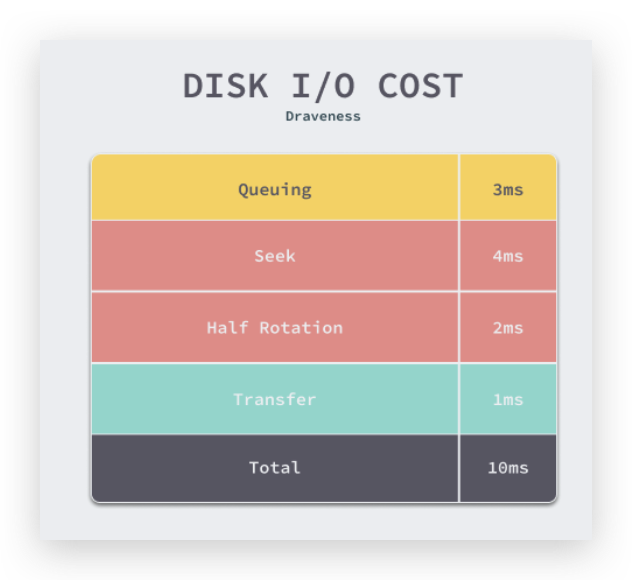 DISK I/O COST
Draveness
Queuing 3ms
Seek 4ms
Half Rotation 2ms
Transfer 1ms
Total 10ms